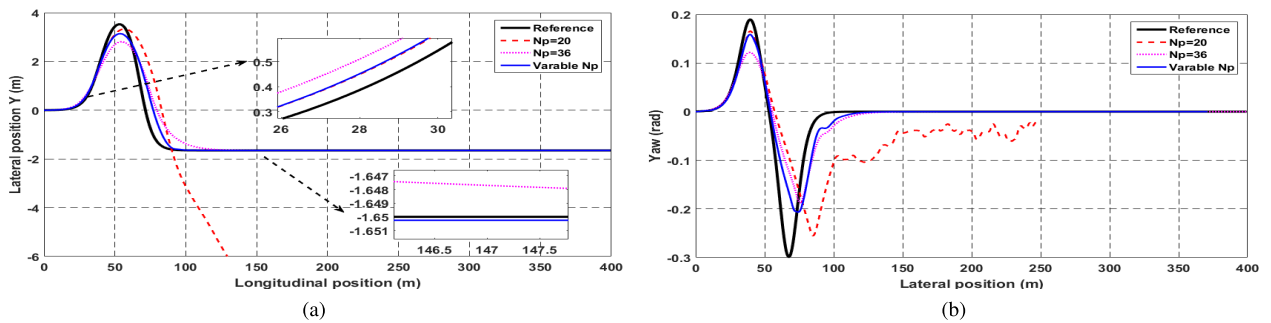 (a)
4
2
0
-2
-4
-6
Lateral position Y (m)
0 50 100 150 200 250 300 350 400
Longitudinal position (m)
Reference
Np=20
Np=36
Varable Np
0.5
0.4
0.3
26 28 30
-1.647
-1.648
-1.649
-1.65
-1.651
146.5 147 147.5
(b)
0.2
0.1
0
-0.1
-0.2
-0.3
Yaw (rad)
0 50 100 150 200 250 300 350 400
Lateral position (m)
Reference
Np=20
Np=36
Varable Np